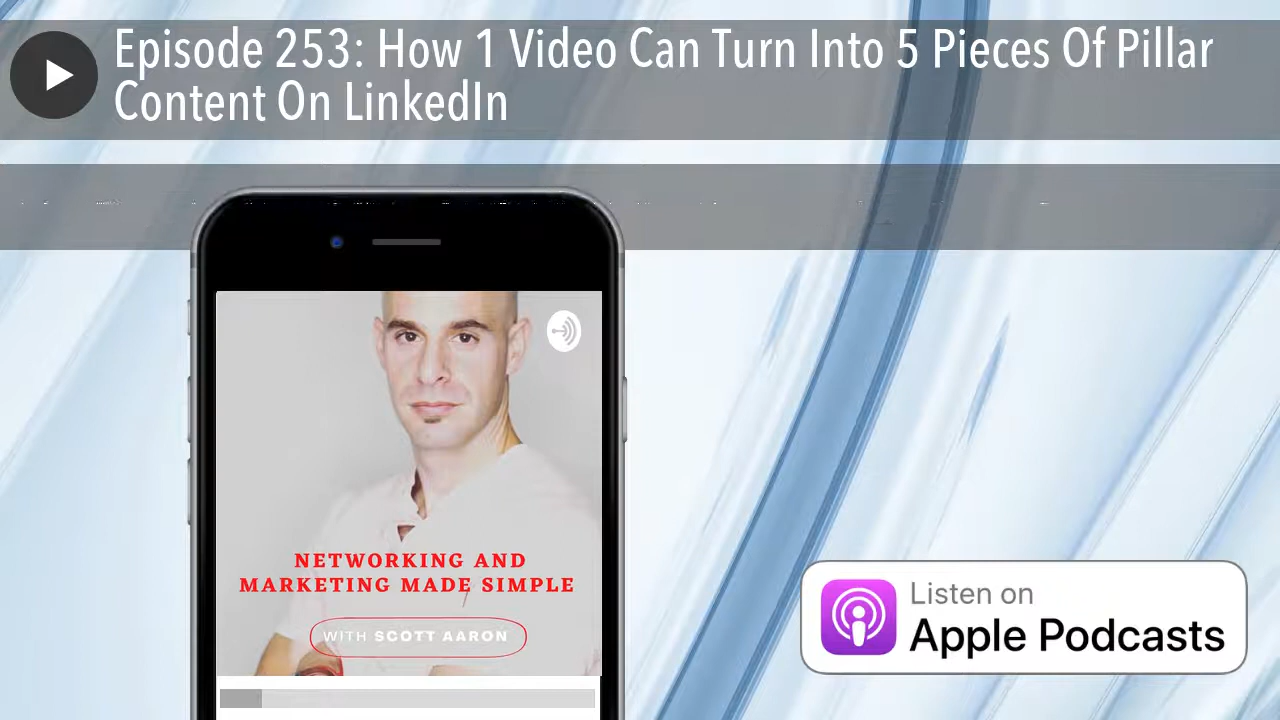 Episode 253: How 1 Video Can Turn Into 5 Pieces Of Pillar
Content On LinkedIn
NETWORKING AND
MARKETING MADE SIMPLE
WITH SCOTT AARON
Listen on
Apple Podcasts